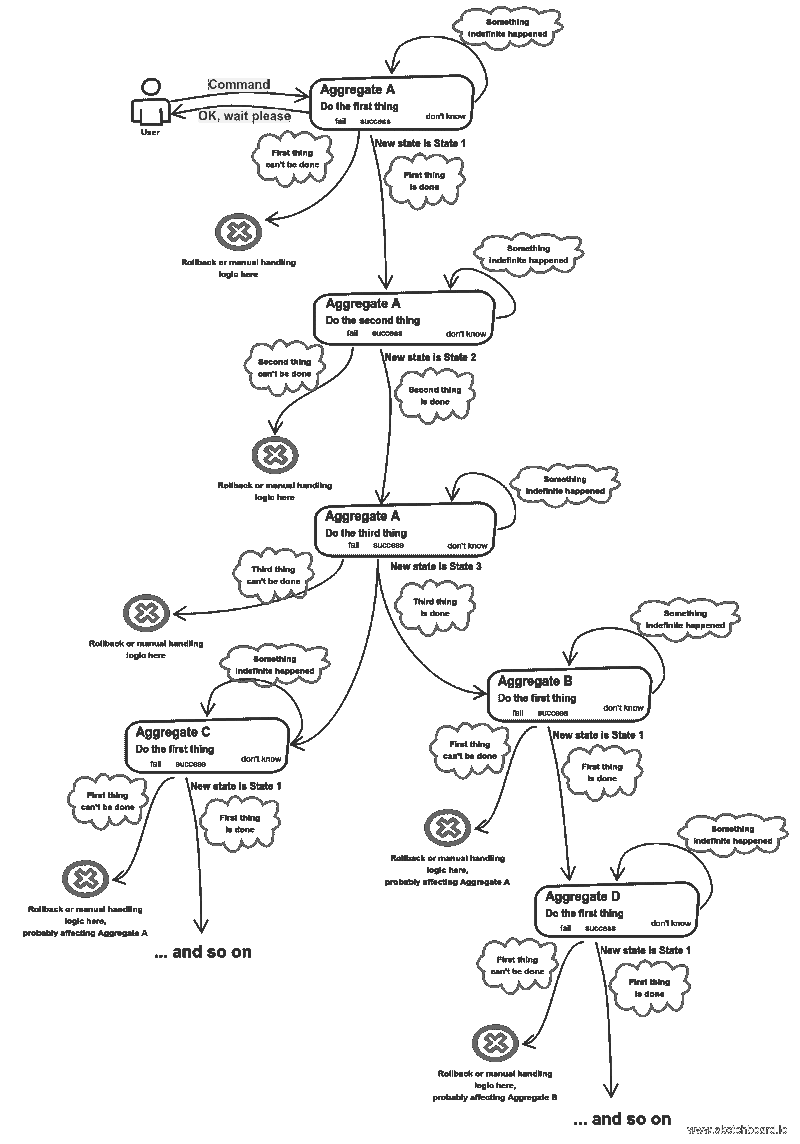 Something
indefinite happened
Command
Aggregate A
Do the first thing
fail success don't know
OK, wait please
User
First thing
can't be done
New state is State 1
First thing
is done
Rollback or manual handling
logic here
Something
indefinite happened
Aggregate A
Do the second thing
fail success don't know
Second thing
can't be done
New state is State 2
Second thing
is done
Rollback or manual handling
logic here
Something
indefinite happened
Aggregate A
Do the third thing
fail success don't know
Third thing
can't be done
New state is State 3
Third thing
is done
Rollback or manual handling
logic here
Something
indefinite happened
Something
indefinite happened
Aggregate B
Do the first thing
fail success don't know
Aggregate C
Do the first thing
fail success don't know
First thing
can't be done
New state is State 1
First thing
is done
First thing
can't be done
New state is State 1
First thing
is done
Rollback or manual handling
logic here,
probably affecting Aggregate A
Something
indefinite happened
Rollback or manual handling
logic here,
probably affecting Aggregate A
Aggregate D
Do the first thing
fail success don't know
... and so on
First thing
can't be done
New state is State 1
First thing
is done
Rollback or manual handling
logic here,
probably affecting Aggregate B
... and so on
www.sketchboard.io